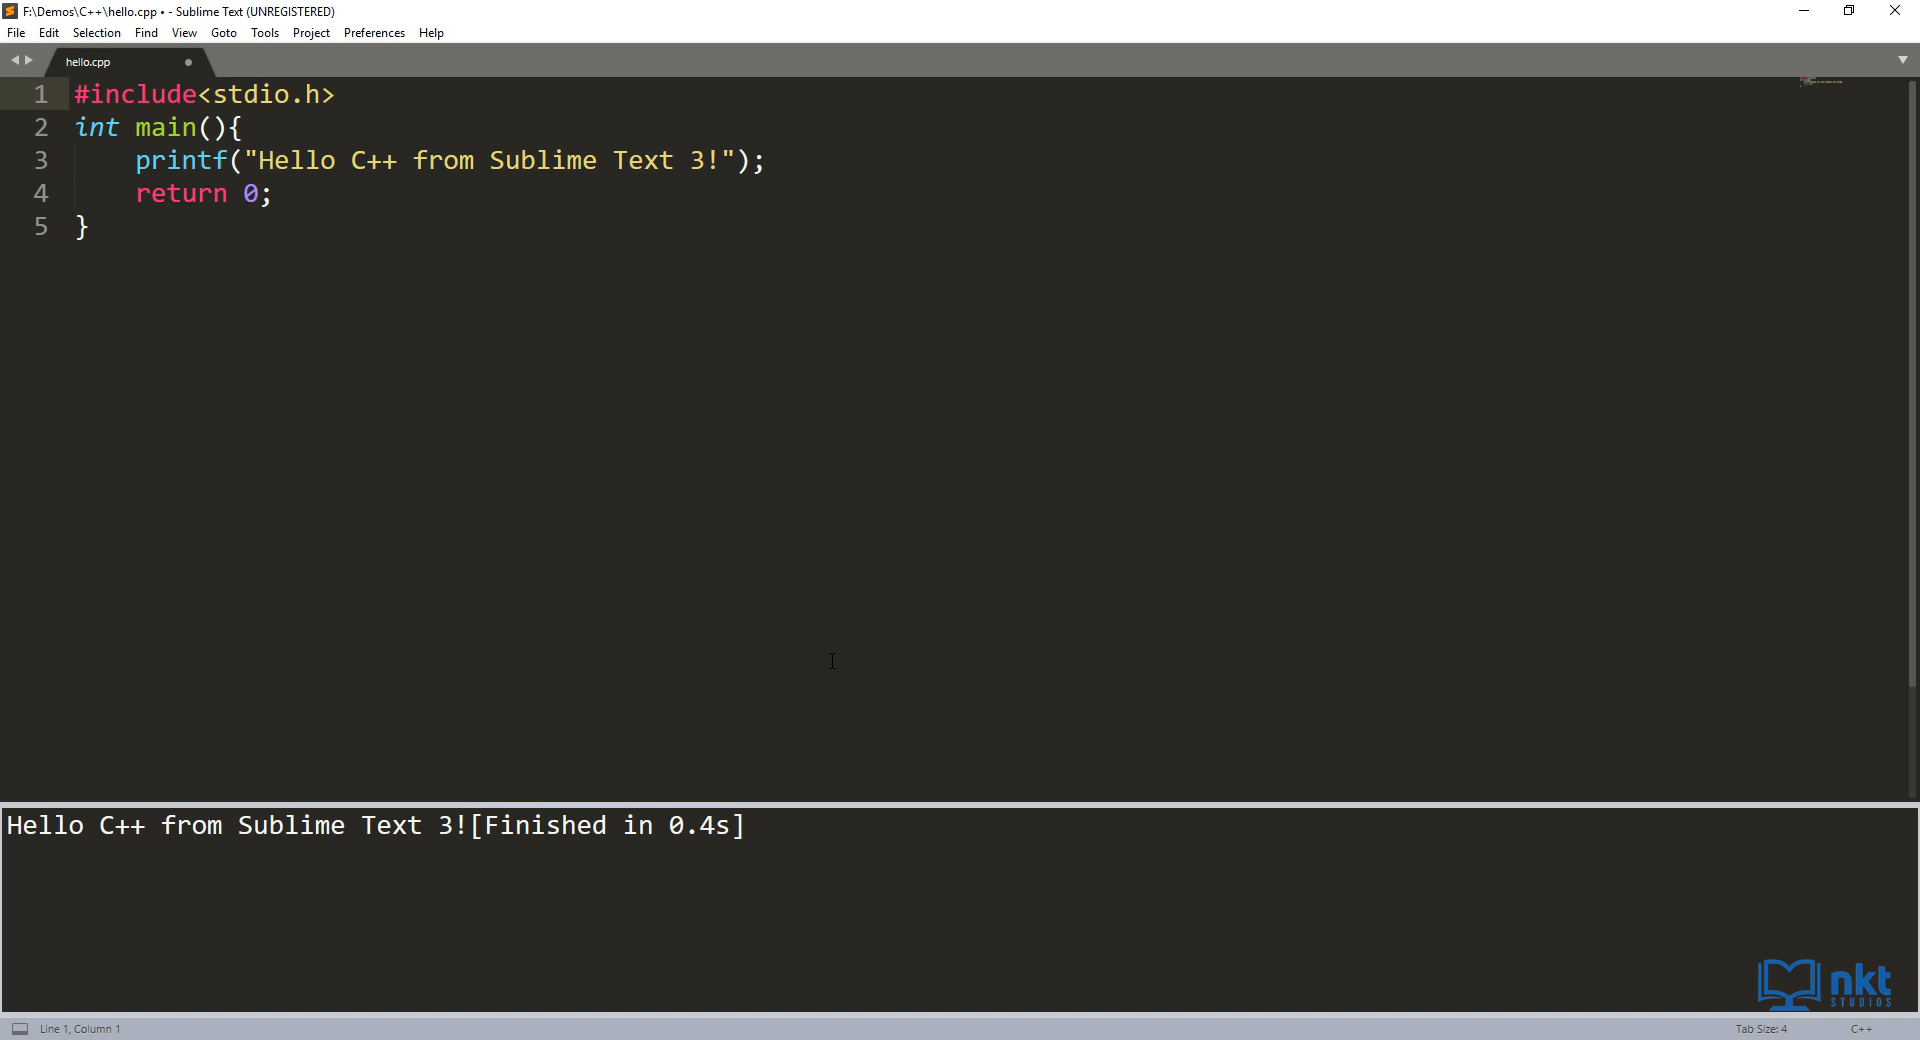 F:\Demos\C++\hello.cpp • - Sublime Text (UNREGISTERED)
File Edit Selection Find View Goto Tools Project Preferences Help
hello.cpp
1 #include<stdio.h>
2 int main(){
3     printf("Hello C++ from Sublime Text 3!");
4     return 0;
5 }
Hello C++ from Sublime Text 3![Finished in 0.4s]
nkt
STUDIOS
Line 1, Column 1 Tab Size: 4 C++